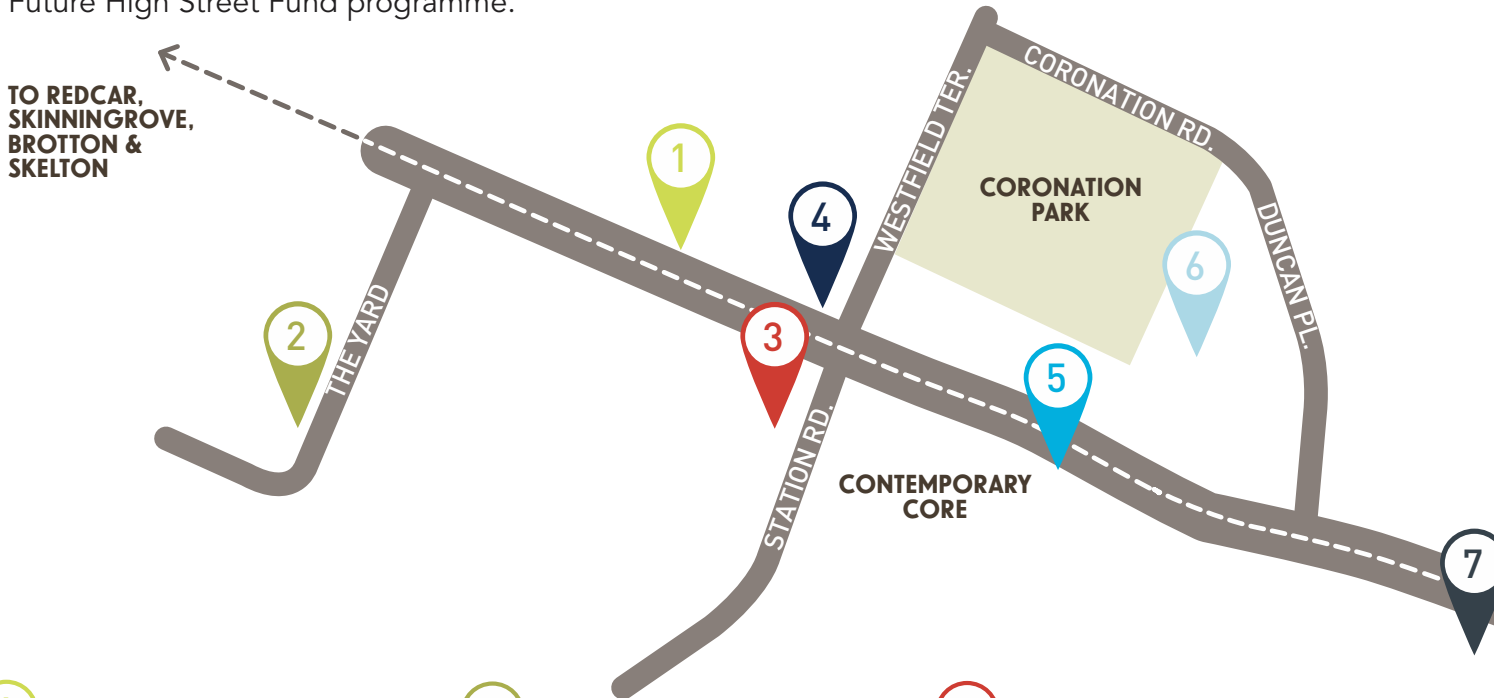 Future High Street Fund programme.
TO REDCAR,
SKINNINGROVE,
BROTTON &
SKELTON
1
2
THE YARD
3
4
WESTFIELD TER.
CORONATION RD.
CORONATION
PARK
DUNCAN PL.
6
5
STATION RD.
CONTEMPORARY
CORE
7